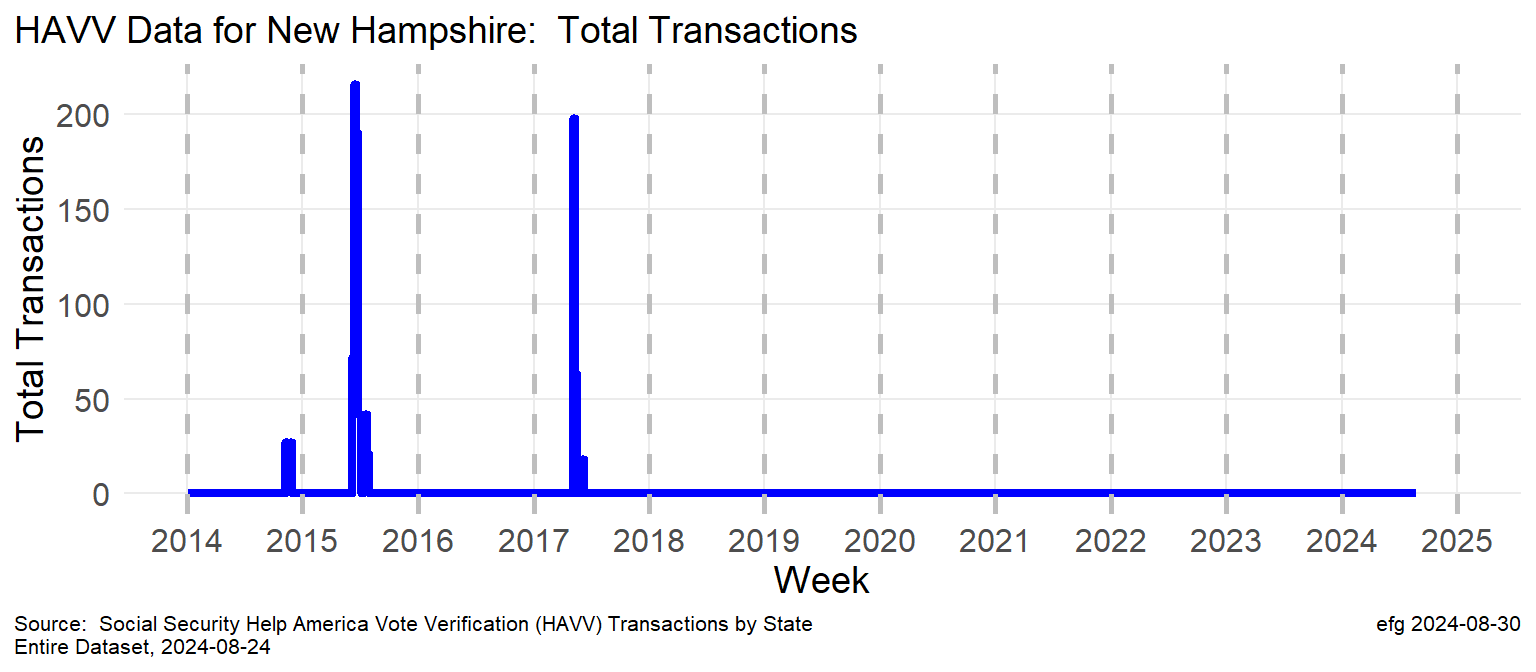 HAVV Data for New Hampshire:  Total Transactions
Total Transactions
200
150
100
50
0
2014 2015 2016 2017 2018 2019 2020 2021 2022 2023 2024 2025
Week
Source:  Social Security Help America Vote Verification (HAVV) Transactions by State
Entire Dataset, 2024-08-24
efg 2024-08-30